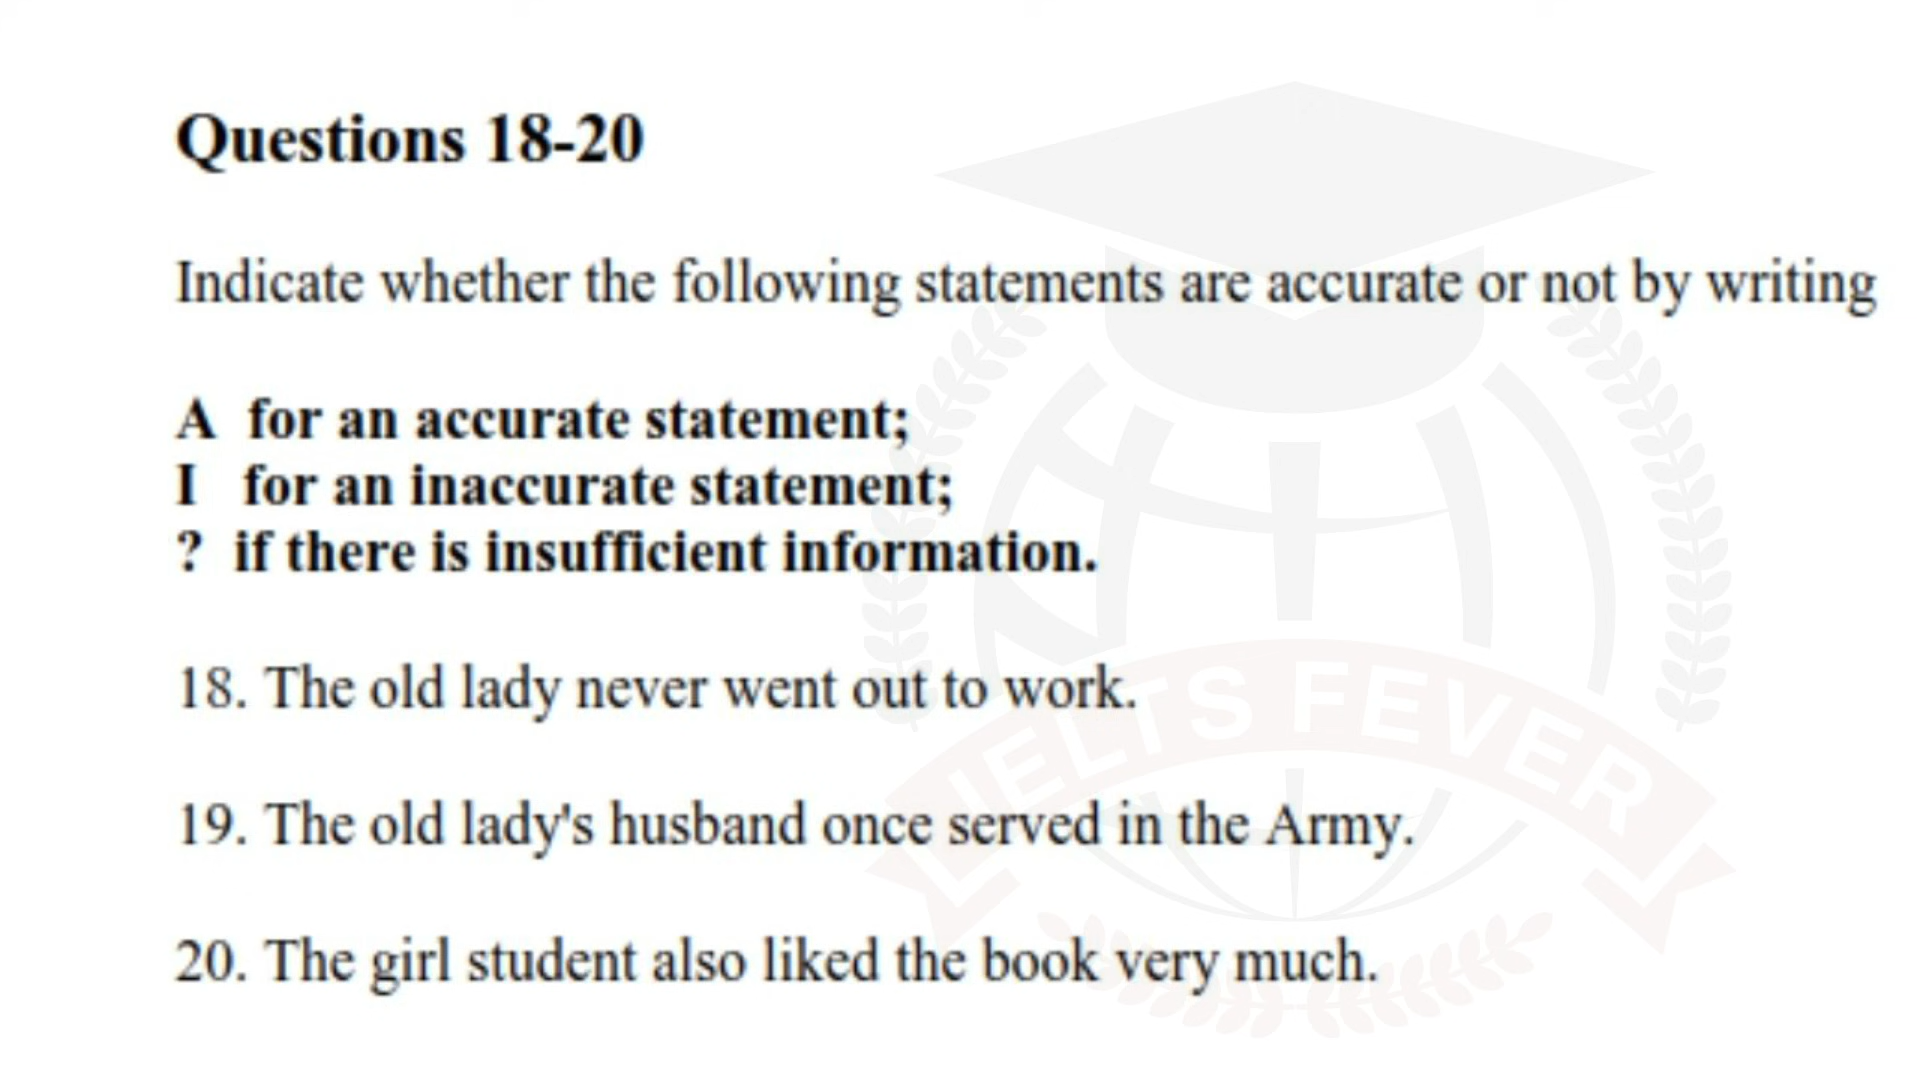 Questions 18-20
Indicate whether the following statements are accurate or not by writing
A for an accurate statement;
I for an inaccurate statement;
? if there is insufficient information.
18. The old lady never went out to work.
19. The old lady's husband once served in the Army.
20. The girl student also liked the book very much.
IELTS FEVER